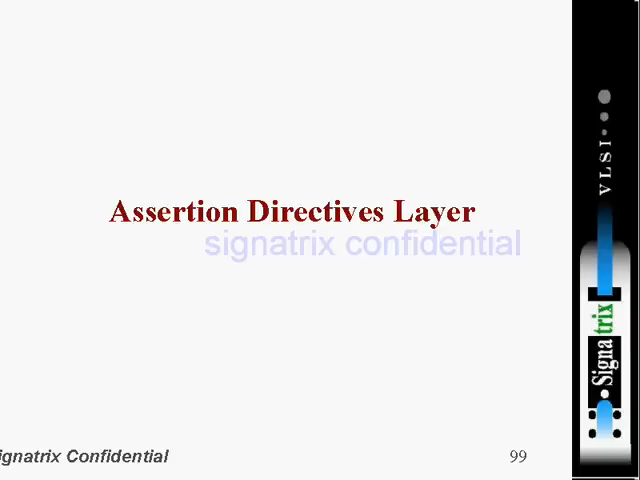 Assertion Directives Layer
signatrix confidential
ignatrix Confidential
99
VLSI
Signatrix